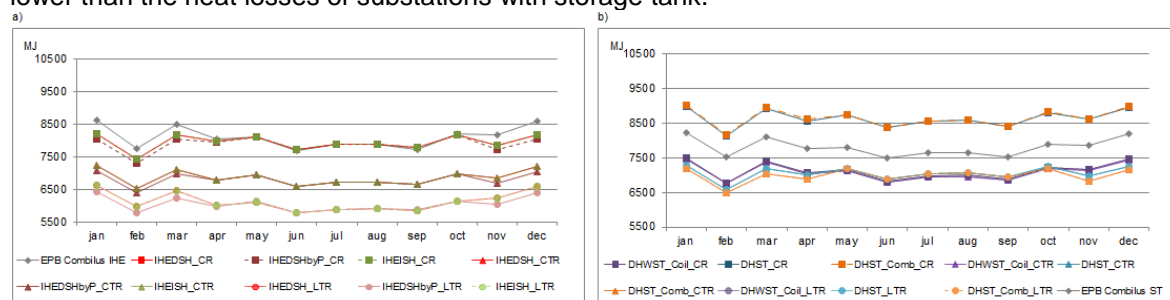 lower than the heat losses of substations with storage tank.
a)
MJ
10500
9500
8500
7500
6500
5500
jan feb mar apr may jun jul aug sep oct nov dec
EPB Combilus IHE IHEDSH_CR IHEDSHbyP_CR IHEISH_CR IHEDSH_CTR
IHEDSHbyP_CTR IHEISH_CTR IHEDSH_LTR IHEDSHbyP_LTR IHEISH_LTR
b)
MJ
10500
9500
8500
7500
6500
5500
jan feb mar apr may jun jul aug sep oct nov dec
DHWST_Coil_CR DHST_CR DHST_Comb_CR DHWST_Coil_CTR DHST_CTR
DHST_Comb_CTR DHWST_Coil_LTR DHST_LTR DHST_Comb_LTR EPB Combilus ST